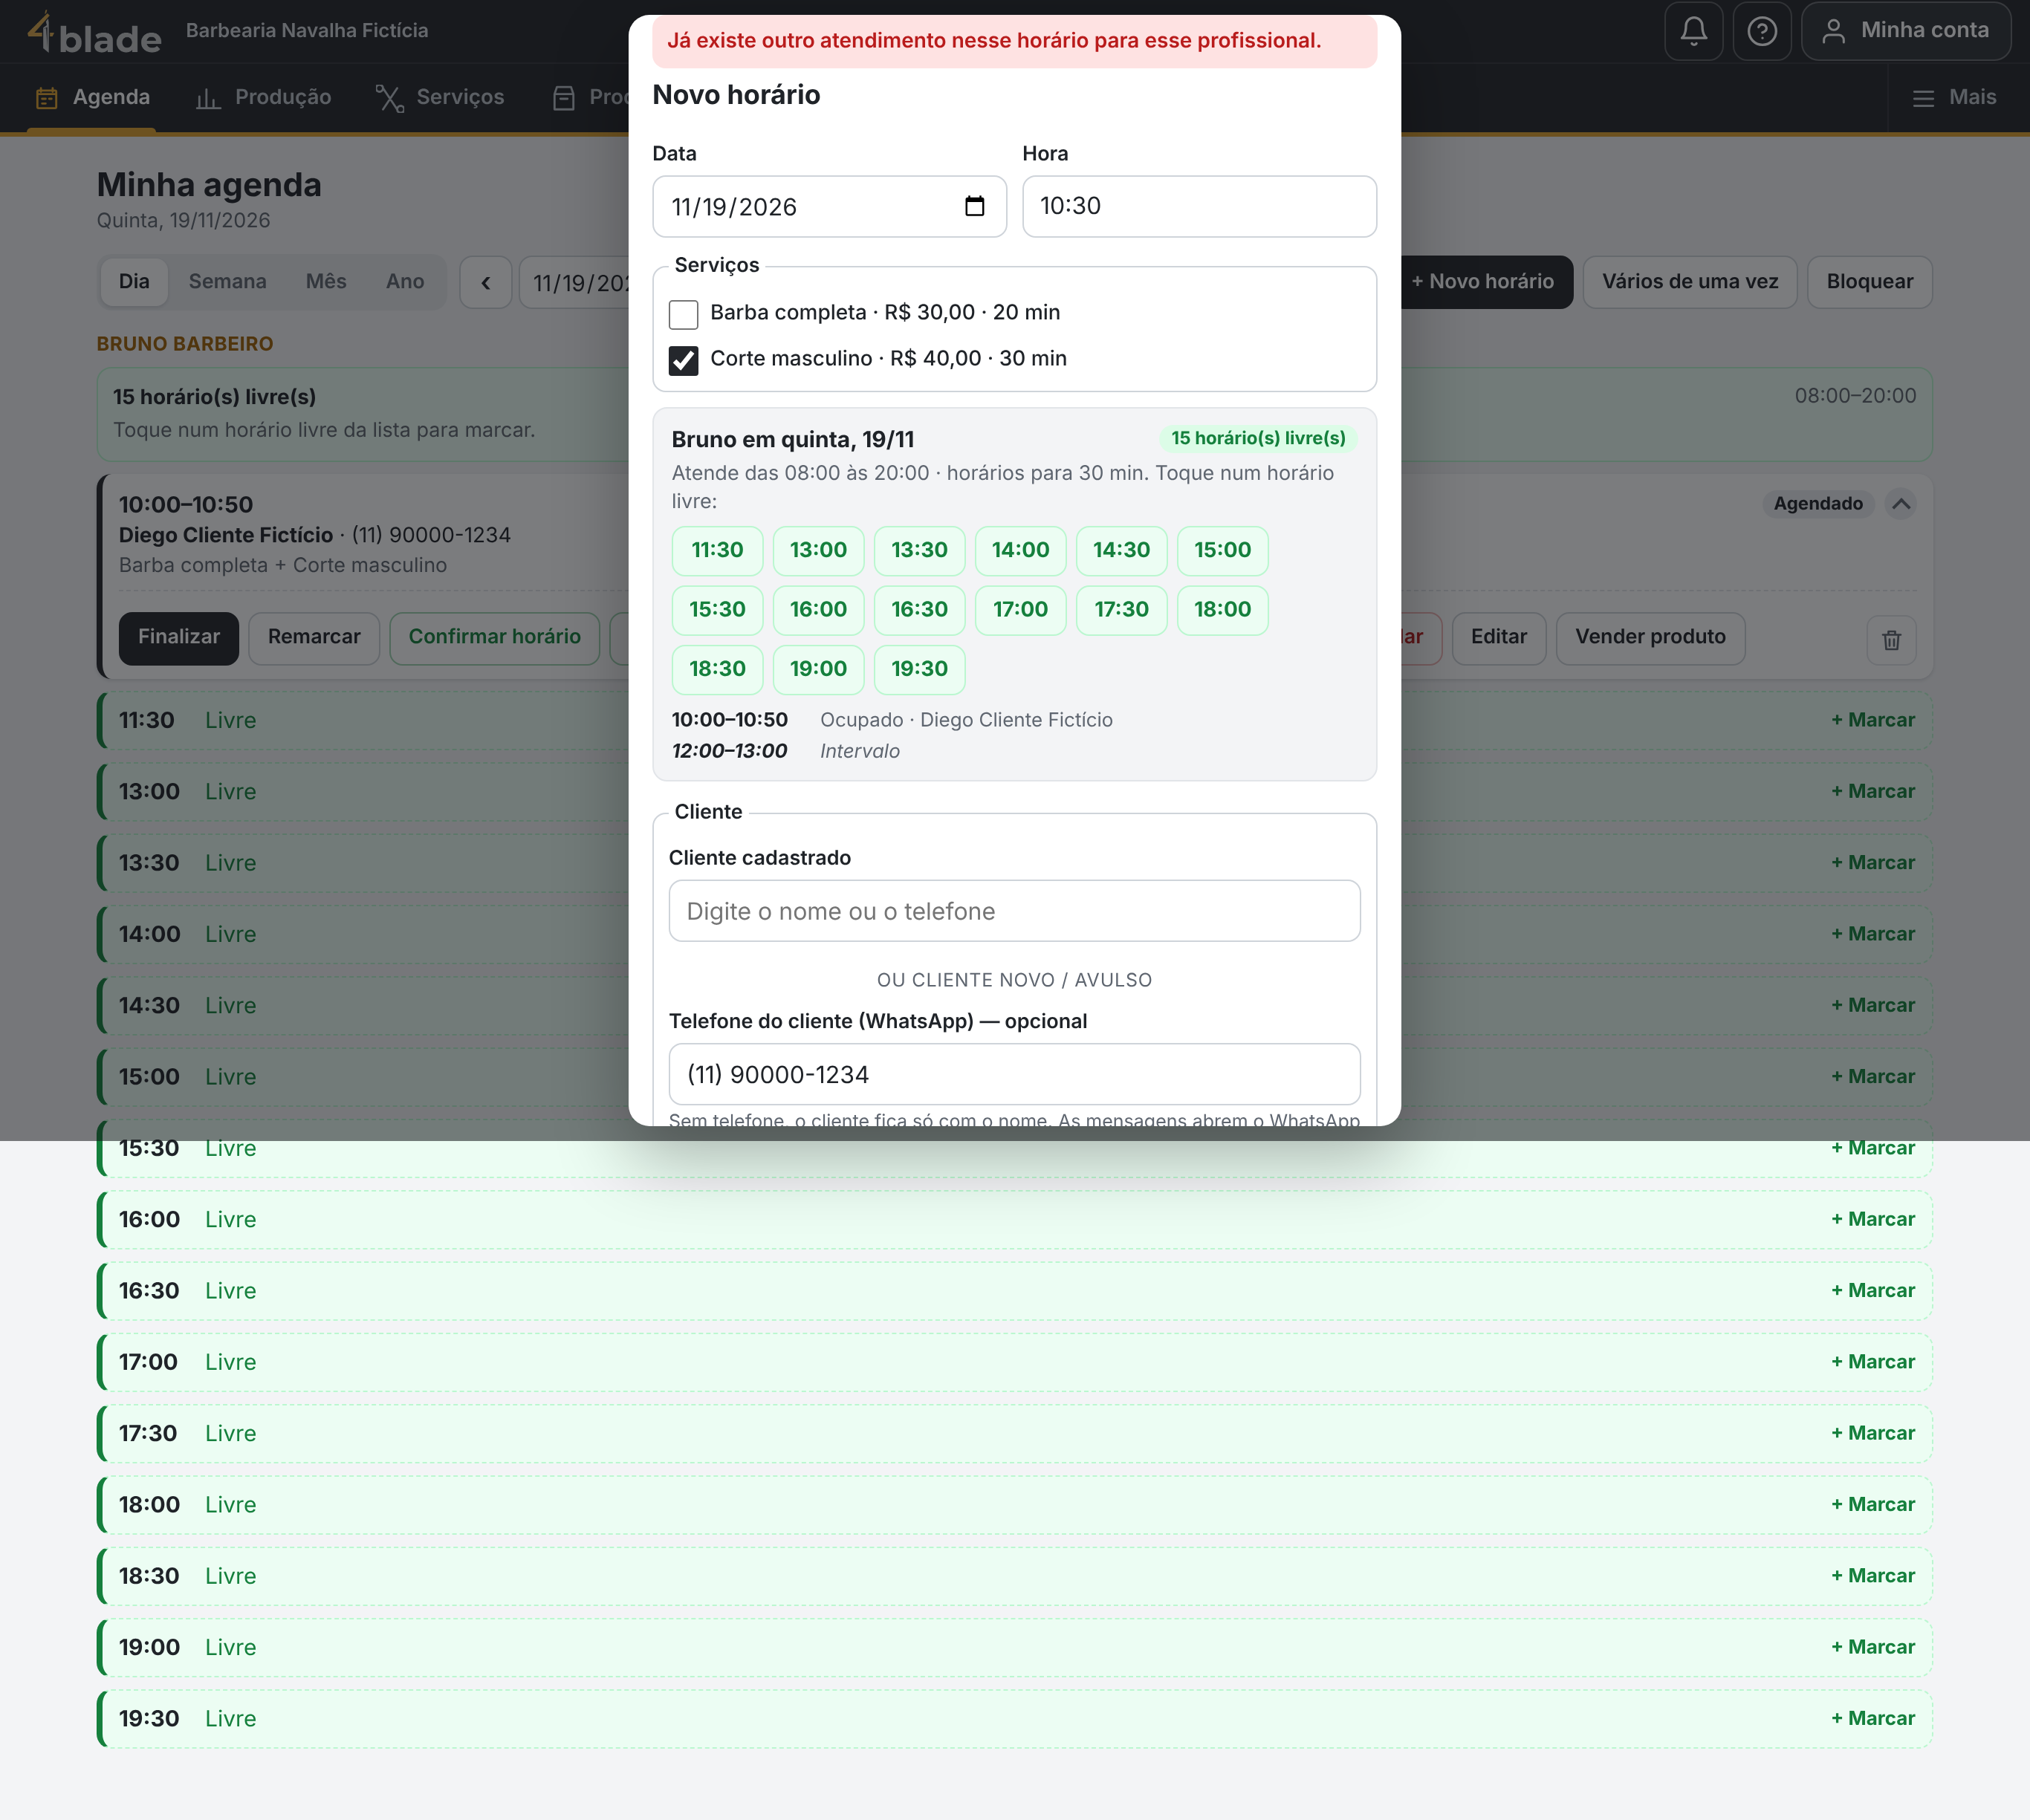 4blade
Barbearia Navalha Fictícia
Minha conta
Agenda
Produção
Serviços
Mais
Já existe outro atendimento nesse horário para esse profissional.
Novo horário
Data
Hora
11/19/2026
10:30
Serviços
Barba completa · R$ 30,00 · 20 min
Corte masculino · R$ 40,00 · 30 min
Bruno em quinta, 19/11
15 horário(s) livre(s)
Atende das 08:00 às 20:00 · horários para 30 min. Toque num horário
livre:
11:30 13:00 13:30 14:00 14:30 15:00
15:30 16:00 16:30 17:00 17:30 18:00
18:30 19:00 19:30
10:00–10:50 Ocupado · Diego Cliente Fictício
12:00–13:00 Intervalo
Cliente
Cliente cadastrado
Digite o nome ou o telefone
OU CLIENTE NOVO / AVULSO
Telefone do cliente (WhatsApp) — opcional
(11) 90000-1234
Sem telefone, o cliente fica só com o nome. As mensagens abrem o WhatsApp
Minha agenda
Quinta, 19/11/2026
Dia Semana Mês Ano
+ Novo horário
Vários de uma vez
Bloquear
BRUNO BARBEIRO
15 horário(s) livre(s)
08:00–20:00
Toque num horário livre da lista para marcar.
10:00–10:50
Agendado
Diego Cliente Fictício · (11) 90000-1234
Barba completa + Corte masculino
Finalizar
Remarcar
Confirmar horário
Editar
Vender produto
11:30 Livre + Marcar
13:00 Livre + Marcar
13:30 Livre + Marcar
14:00 Livre + Marcar
14:30 Livre + Marcar
15:00 Livre + Marcar
15:30 Livre + Marcar
16:00 Livre + Marcar
16:30 Livre + Marcar
17:00 Livre + Marcar
17:30 Livre + Marcar
18:00 Livre + Marcar
18:30 Livre + Marcar
19:00 Livre + Marcar
19:30 Livre + Marcar